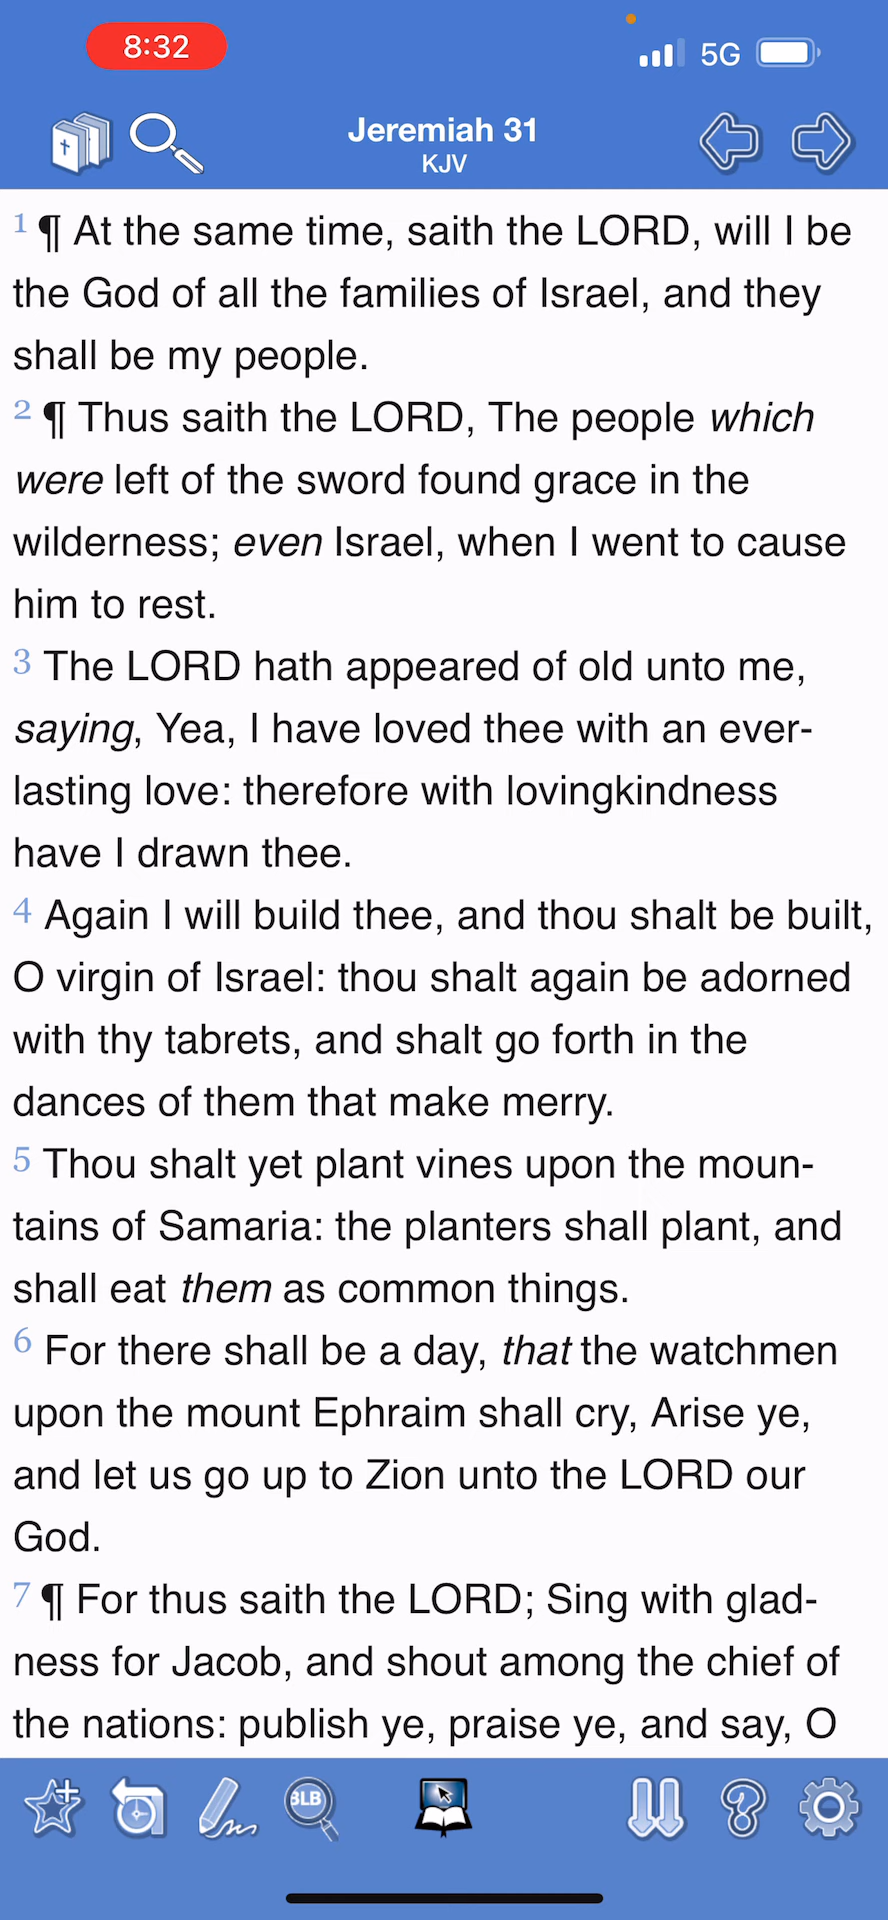 8:32
5G
Jeremiah 31
KJV
1 ¶ At the same time, saith the LORD, will I be
the God of all the families of Israel, and they
shall be my people.
2 ¶ Thus saith the LORD, The people which
were left of the sword found grace in the
wilderness; even Israel, when I went to cause
him to rest.
3 The LORD hath appeared of old unto me,
saying, Yea, I have loved thee with an ever-
lasting love: therefore with lovingkindness
have I drawn thee.
4 Again I will build thee, and thou shalt be built,
O virgin of Israel: thou shalt again be adorned
with thy tabrets, and shalt go forth in the
dances of them that make merry.
5 Thou shalt yet plant vines upon the moun-
tains of Samaria: the planters shall plant, and
shall eat them as common things.
6 For there shall be a day, that the watchmen
upon the mount Ephraim shall cry, Arise ye,
and let us go up to Zion unto the LORD our
God.
7 ¶ For thus saith the LORD; Sing with glad-
ness for Jacob, and shout among the chief of
the nations: publish ye, praise ye, and say, O
BLB